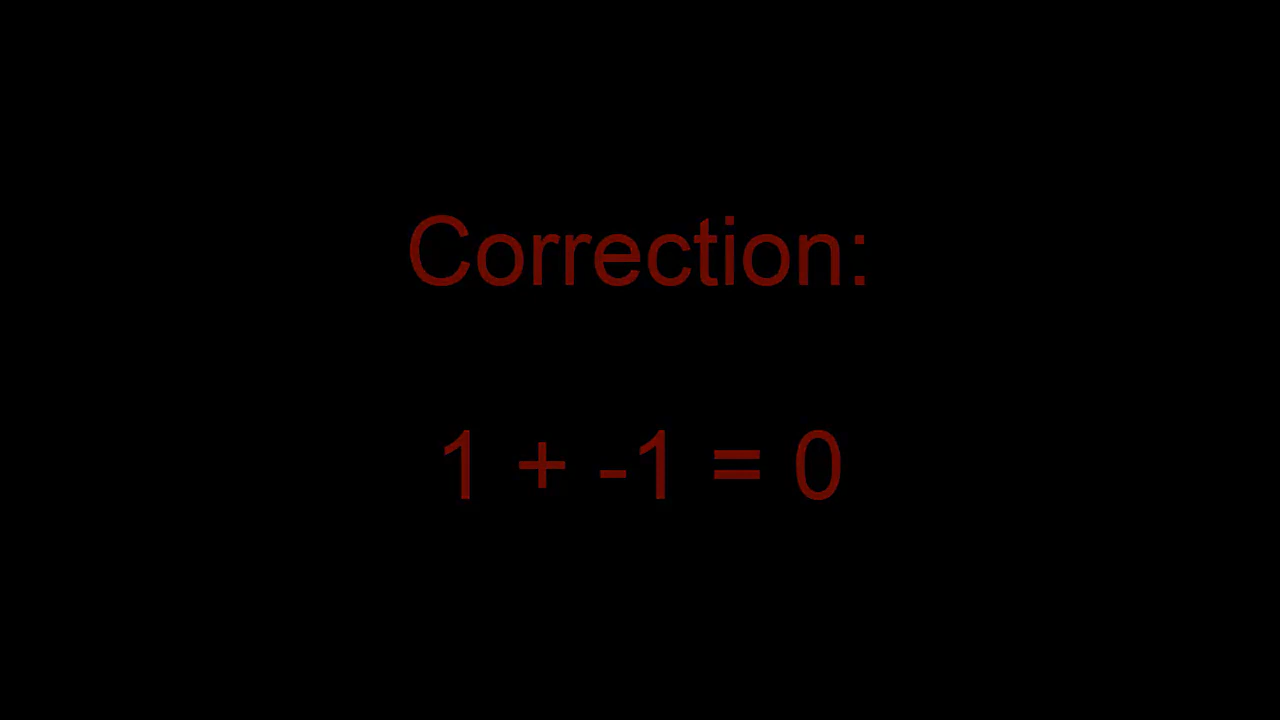 Correction:
1 + -1 = 0